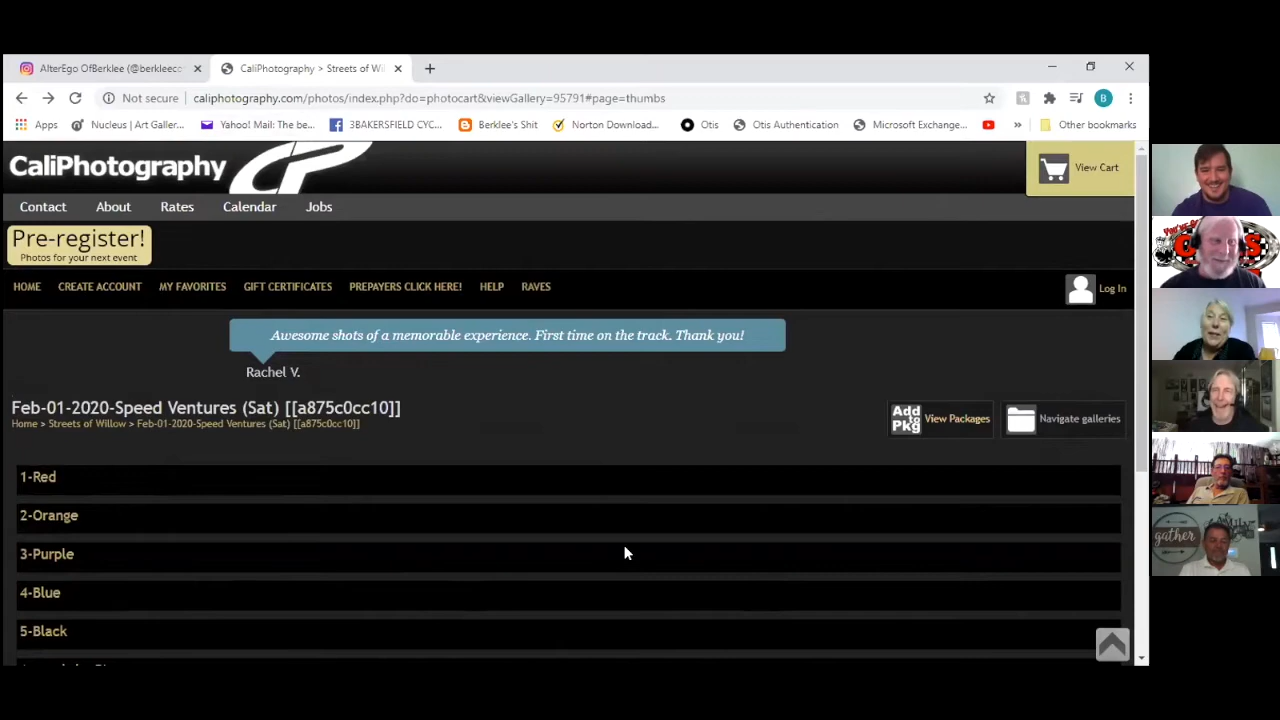 AlterEgo OfBerklee (@berkleecc
CaliPhotography > Streets of Wil
Not secure
caliphotography.com/photos/index.php?do=photocart&viewGallery=95791#page=thumbs
B
Apps
Nucleus | Art Galler...
Yahoo! Mail: The be...
3BAKERSFIELD CYC...
Berklee's Shit
Norton Download...
Otis
Otis Authentication
Microsoft Exchange...
»
Other bookmarks
CaliPhotography
View Cart
Contact
About
Rates
Calendar
Jobs
Pre-register!
Photos for your next event
HOME
CREATE ACCOUNT
MY FAVORITES
GIFT CERTIFICATES
PREPAYERS CLICK HERE!
HELP
RAVES
Log In
Awesome shots of a memorable experience. First time on the track. Thank you!
Rachel V.
Feb-01-2020-Speed Ventures (Sat) [[a875c0cc10]]
Home > Streets of Willow > Feb-01-2020-Speed Ventures (Sat) [[a875c0cc10]]
Add to Pkg
View Packages
Navigate galleries
1-Red
2-Orange
3-Purple
4-Blue
5-Black
gather